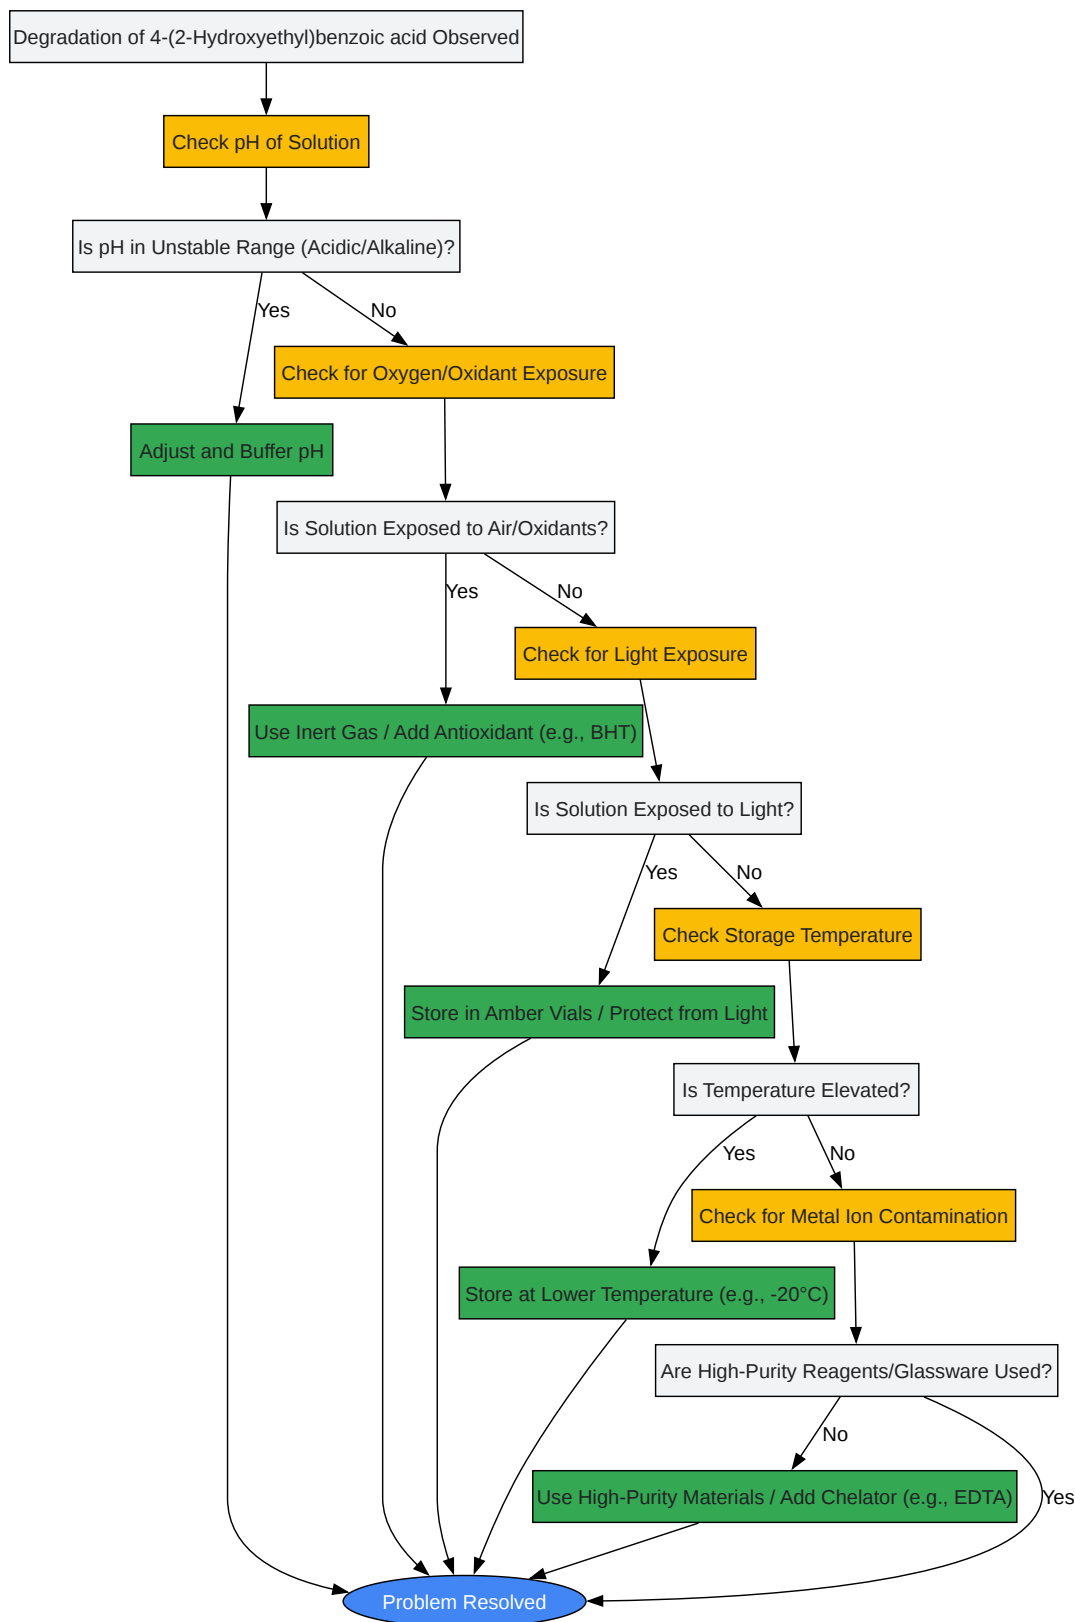 Degradation of 4-(2-Hydroxyethyl)benzoic acid Observed
Check pH of Solution
Is pH in Unstable Range (Acidic/Alkaline)?
Yes
No
Check for Oxygen/Oxidant Exposure
Adjust and Buffer pH
Is Solution Exposed to Air/Oxidants?
Yes
No
Check for Light Exposure
Use Inert Gas / Add Antioxidant (e.g., BHT)
Is Solution Exposed to Light?
Yes
No
Check Storage Temperature
Store in Amber Vials / Protect from Light
Is Temperature Elevated?
Yes
No
Check for Metal Ion Contamination
Store at Lower Temperature (e.g., -20°C)
Are High-Purity Reagents/Glassware Used?
No
Yes
Use High-Purity Materials / Add Chelator (e.g., EDTA)
Problem Resolved